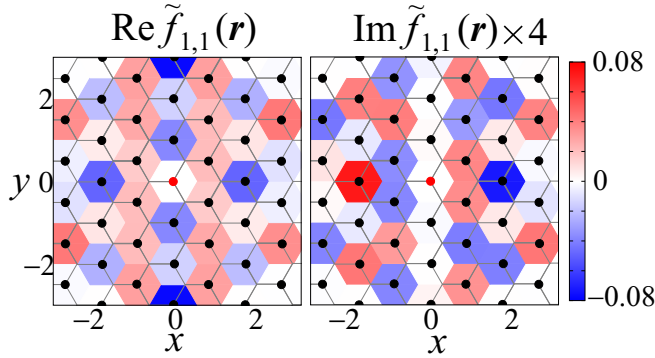 Re f̃₁,₁(r) Im f̃₁,₁(r)×4
0.08
2
y 0 0
−2
−0.08
−2 0 2 −2 0 2
x x